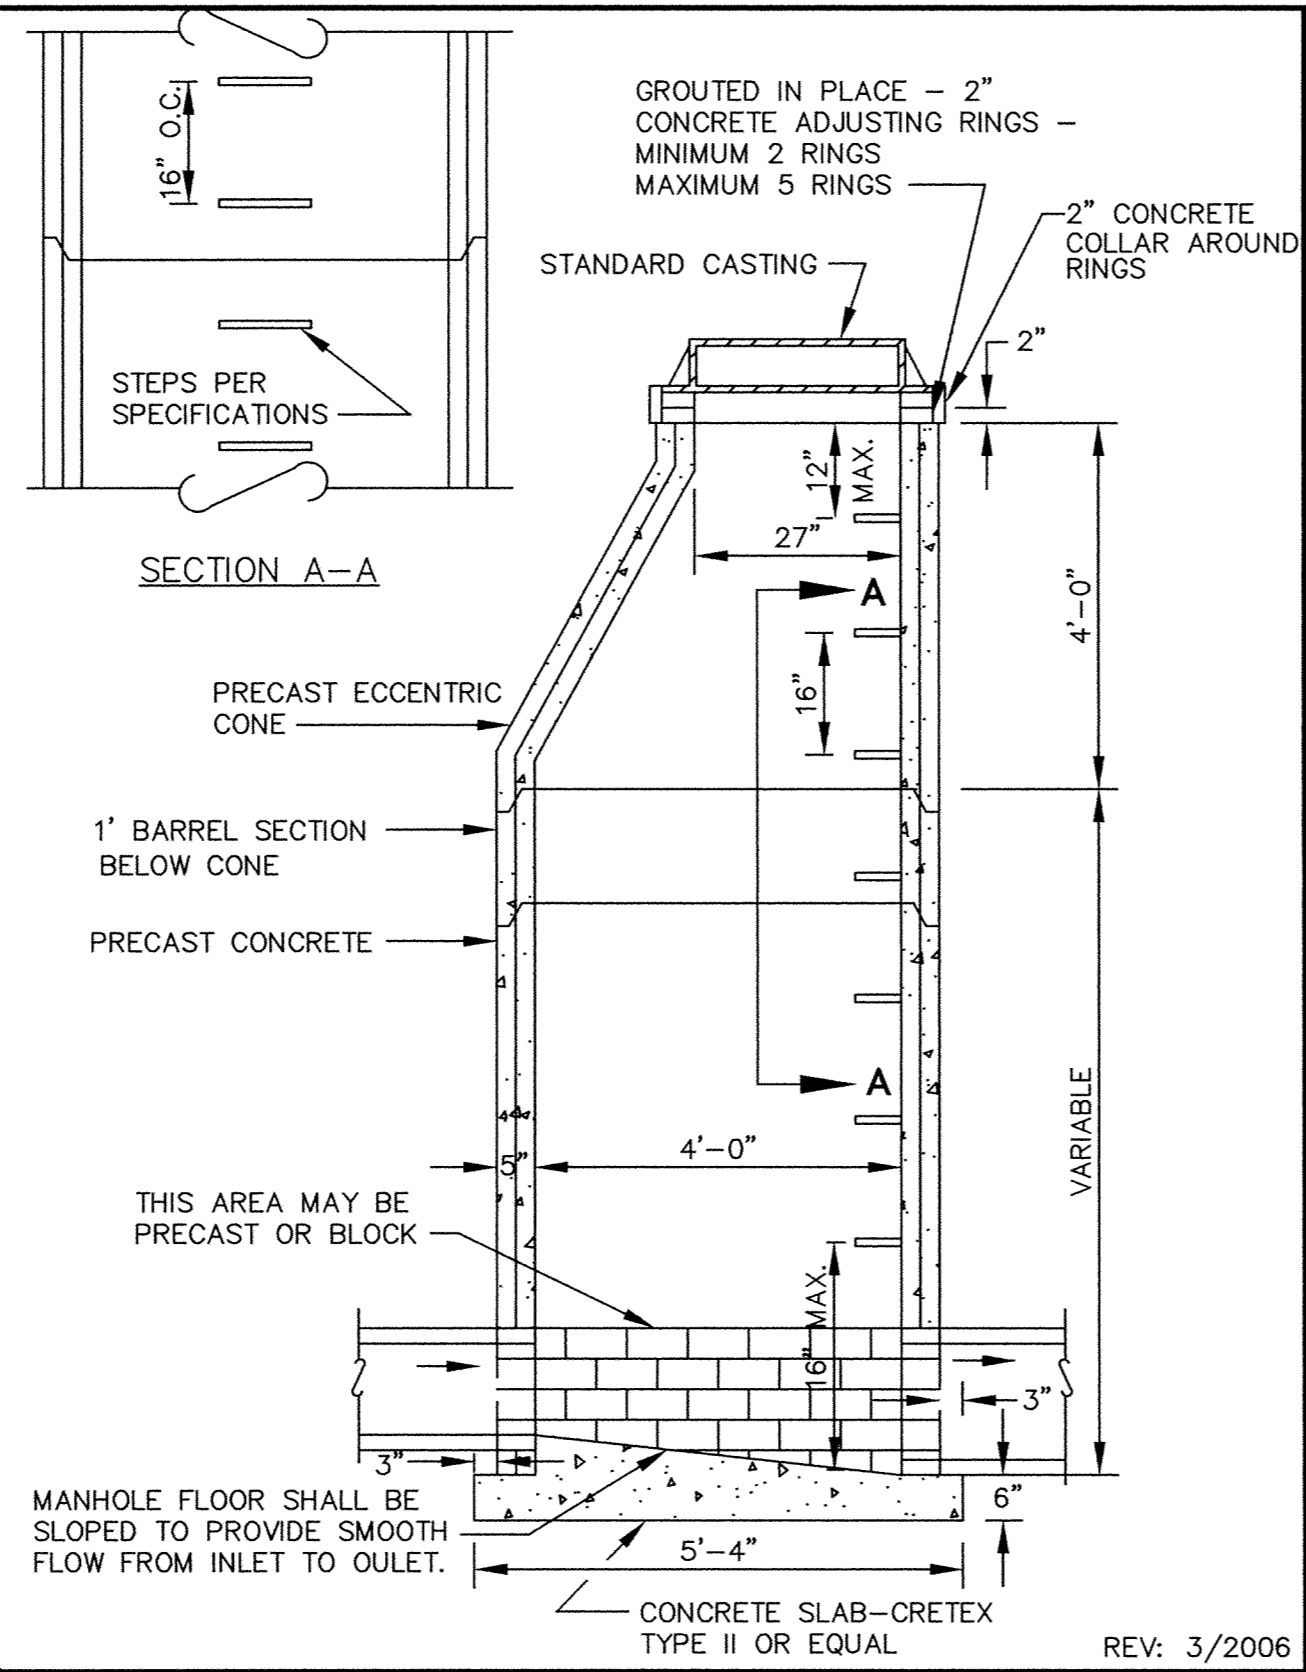 16" O.C.
STEPS PER
SPECIFICATIONS
SECTION A-A
GROUTED IN PLACE - 2"
CONCRETE ADJUSTING RINGS -
MINIMUM 2 RINGS
MAXIMUM 5 RINGS
2" CONCRETE
COLLAR AROUND
RINGS
STANDARD CASTING
2"
12" MAX.
27"
A
4'-0"
16"
PRECAST ECCENTRIC
CONE
1' BARREL SECTION
BELOW CONE
PRECAST CONCRETE
A
VARIABLE
5"
4'-0"
THIS AREA MAY BE
PRECAST OR BLOCK
16" MAX.
3"
3"
6"
MANHOLE FLOOR SHALL BE
SLOPED TO PROVIDE SMOOTH
FLOW FROM INLET TO OULET.
5'-4"
CONCRETE SLAB-CRETEX
TYPE II OR EQUAL
REV: 3/2006